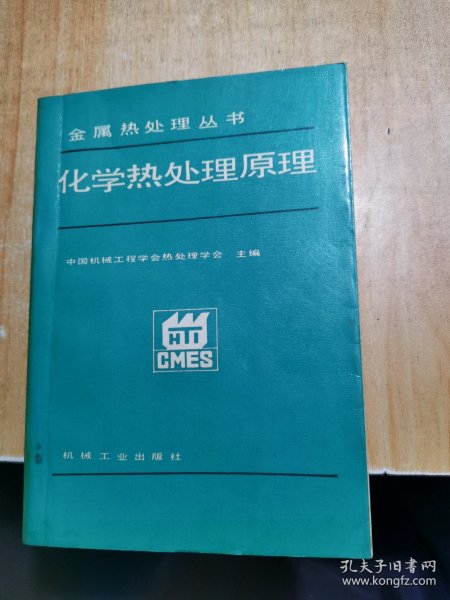 金属热处理丛书
化学热处理原理
中国机械工程学会热处理学会 主编
HTI
CMES
机械工业出版社
孔夫子旧书网
www.kongfz.com